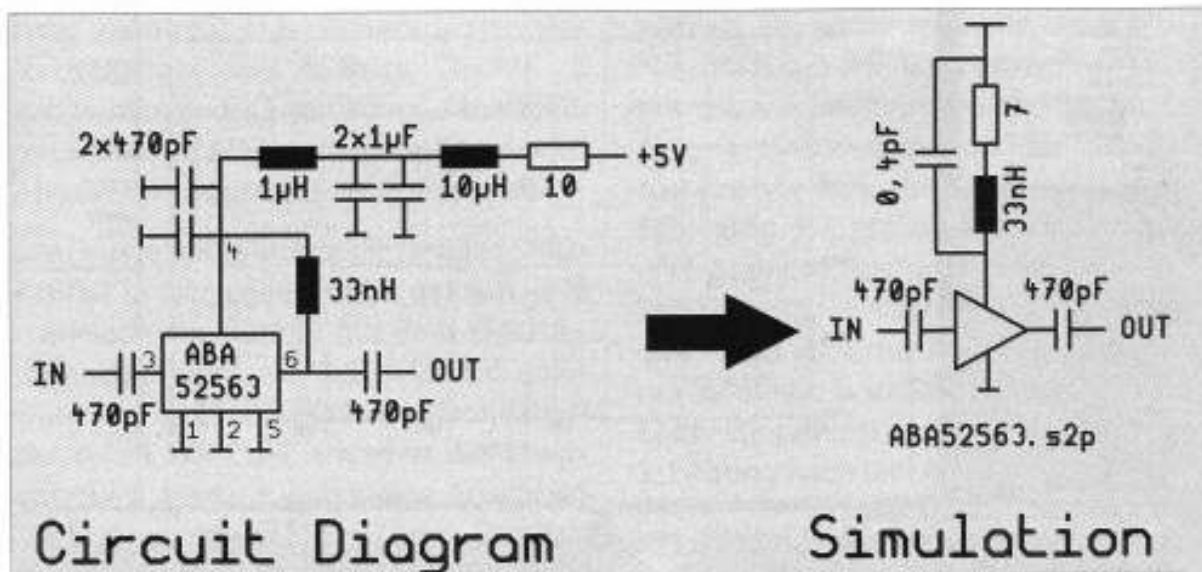 2x470pF
2x1µF
1µH
10µH
10
+5V
4
33nH
IN
3
ABA
52563
6
OUT
470pF
470pF
1
2
5
Circuit Diagram
7
0,4pF
33nH
470pF
470pF
IN
OUT
ABA52563.s2p
Simulation